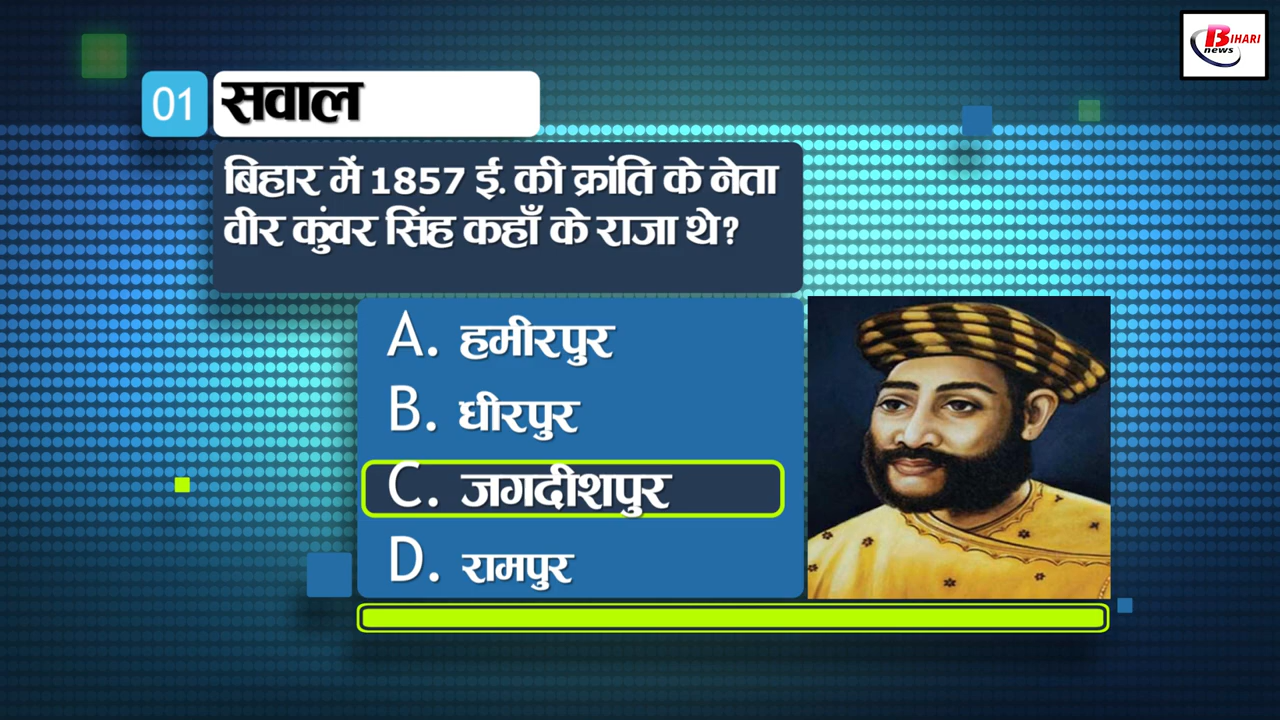 BIHARI
news
01 सवाल
बिहार में 1857 ई. की क्रांति के नेता
वीर कुंवर सिंह कहाँ के राजा थे?
A. हमीरपुर
B. धीरपुर
C. जगदीशपुर
D. रामपुर